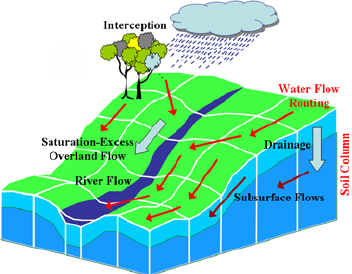 Interception
Water Flow
Routing
Saturation-Excess
Overland Flow
Drainage
River Flow
Subsurface Flows
Soil Column